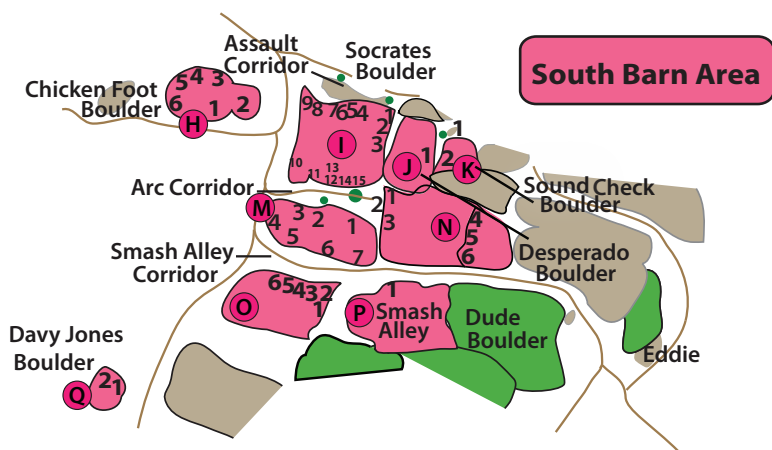 South Barn Area
Assault
Corridor
Socrates
Boulder
Chicken Foot
Boulder
5 4 3
6 1 2
H
9 8 7 6 5 4 1
2
3
I
10 11 13
12 14 15
J
1
1
2
K
Sound Check
Boulder
Desperado
Boulder
Arc Corridor
M
4 3 2 1
5 6 7
2 1
3
N
4
5
6
Smash Alley
Corridor
O
6 5 4 3 2
1
P
1
Smash
Alley
Dude
Boulder
Eddie
Davy Jones
Boulder
Q
2 1